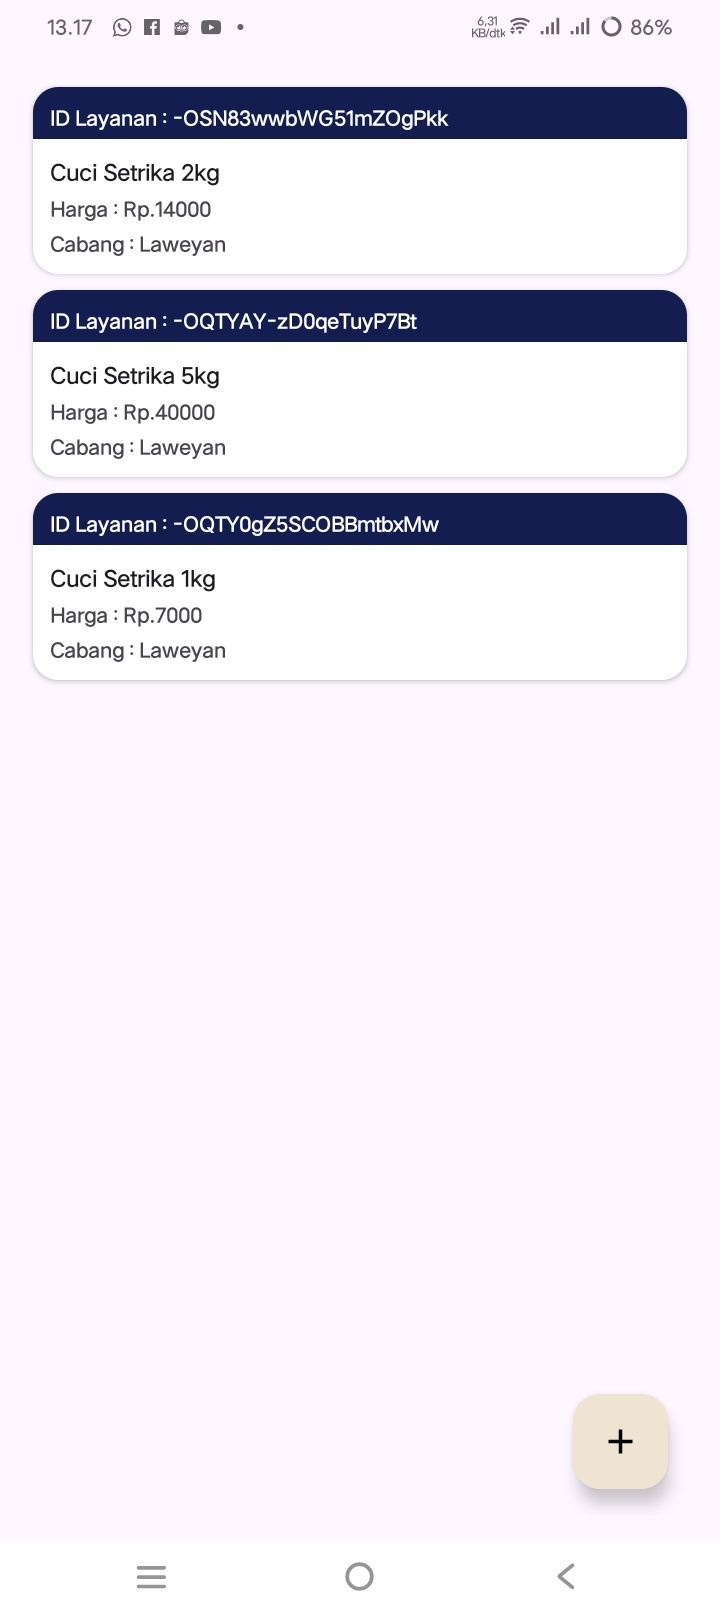 13.17
6,31
KB/dtk
86%
ID Layanan : -OSN83wwbWG51mZOgPkk
Cuci Setrika 2kg
Harga : Rp.14000
Cabang : Laweyan
ID Layanan : -OQTYAY-zD0qeTuyP7Bt
Cuci Setrika 5kg
Harga : Rp.40000
Cabang : Laweyan
ID Layanan : -OQTY0gZ5SCOBBmtbxMw
Cuci Setrika 1kg
Harga : Rp.7000
Cabang : Laweyan